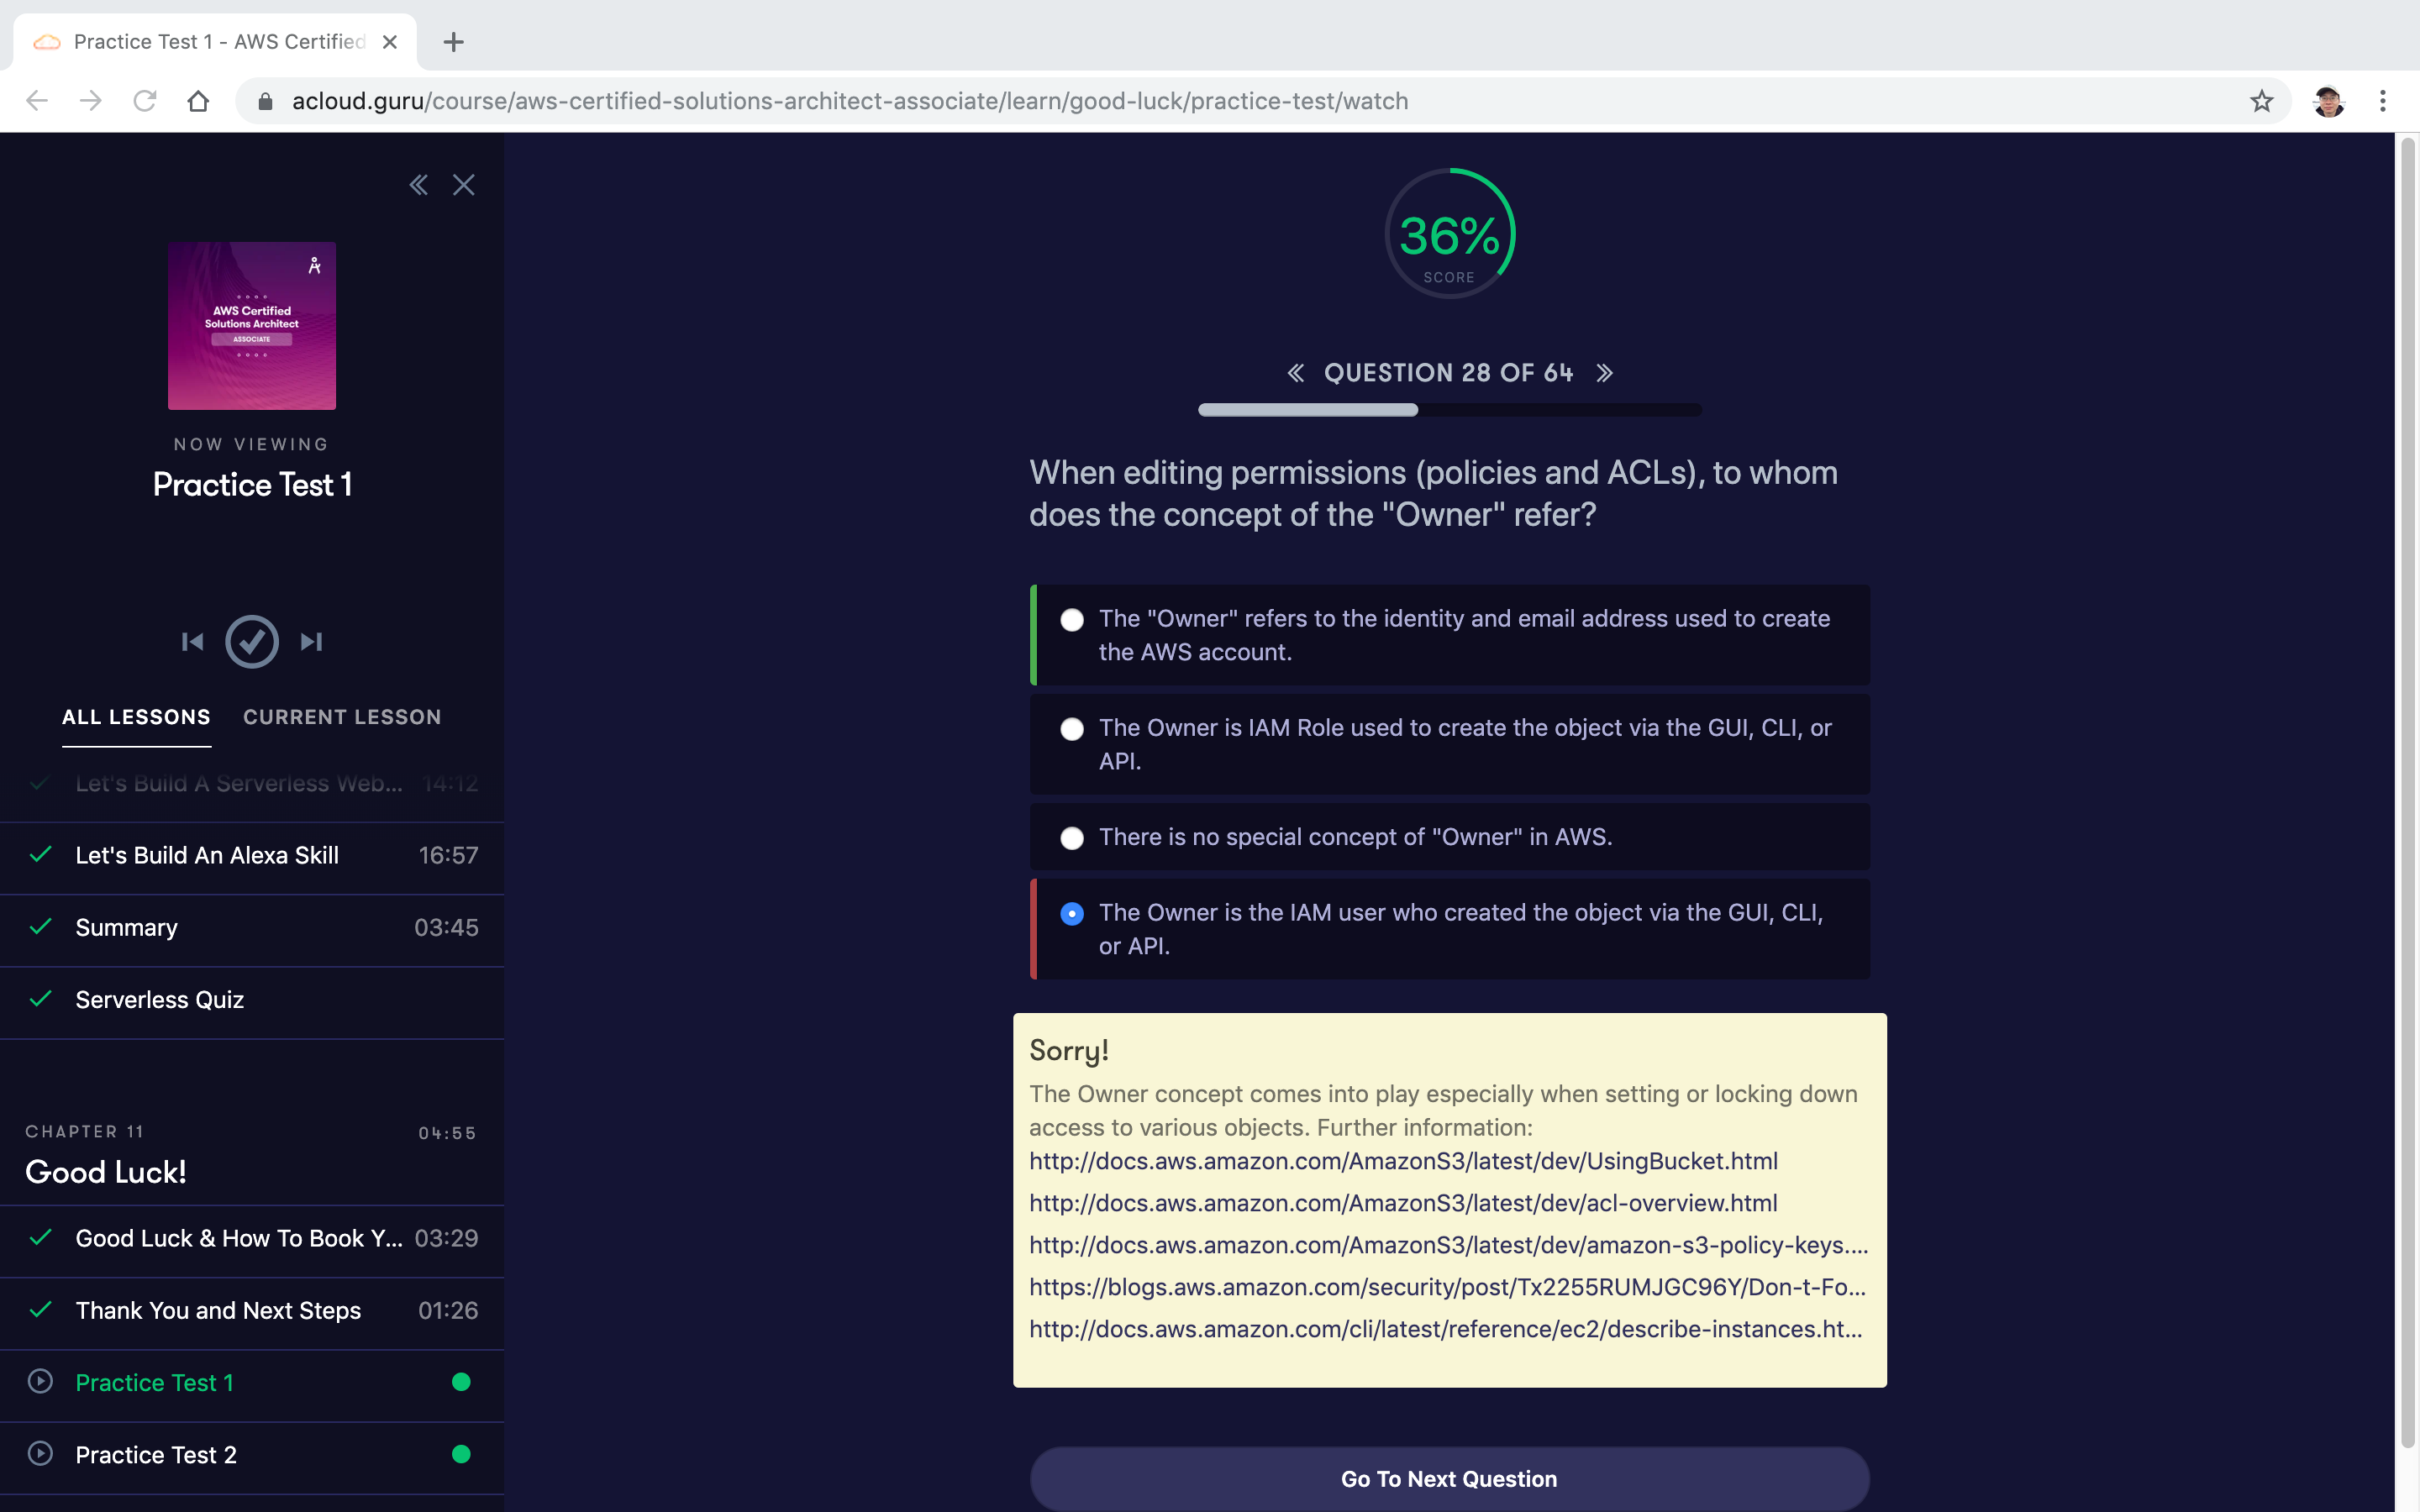 Practice Test 1 - AWS Certified
acloud.guru/course/aws-certified-solutions-architect-associate/learn/good-luck/practice-test/watch
AWS Certified
Solutions Architect
ASSOCIATE
NOW VIEWING
Practice Test 1
ALL LESSONS
CURRENT LESSON
Let's Build A Serverless Web... 14:12
Let's Build An Alexa Skill 16:57
Summary 03:45
Serverless Quiz
CHAPTER 11 04:55
Good Luck!
Good Luck & How To Book Y... 03:29
Thank You and Next Steps 01:26
Practice Test 1
Practice Test 2
36%
SCORE
QUESTION 28 OF 64
When editing permissions (policies and ACLs), to whom
does the concept of the "Owner" refer?
The "Owner" refers to the identity and email address used to create
the AWS account.
The Owner is IAM Role used to create the object via the GUI, CLI, or
API.
There is no special concept of "Owner" in AWS.
The Owner is the IAM user who created the object via the GUI, CLI,
or API.
Sorry!
The Owner concept comes into play especially when setting or locking down
access to various objects. Further information:
http://docs.aws.amazon.com/AmazonS3/latest/dev/UsingBucket.html
http://docs.aws.amazon.com/AmazonS3/latest/dev/acl-overview.html
http://docs.aws.amazon.com/AmazonS3/latest/dev/amazon-s3-policy-keys....
https://blogs.aws.amazon.com/security/post/Tx2255RUMJGC96Y/Don-t-Fo...
http://docs.aws.amazon.com/cli/latest/reference/ec2/describe-instances.ht...
Go To Next Question